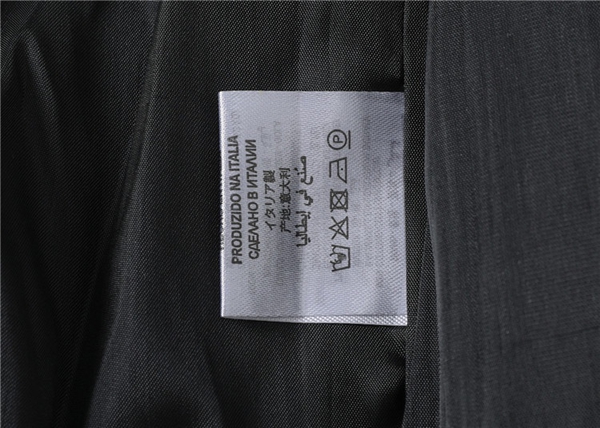 PRODUZIDO NA ITALIA
СДЕЛАНО В ИТАЛИИ
イタリア製
产地:意大利
صنع في إيطاليا
P